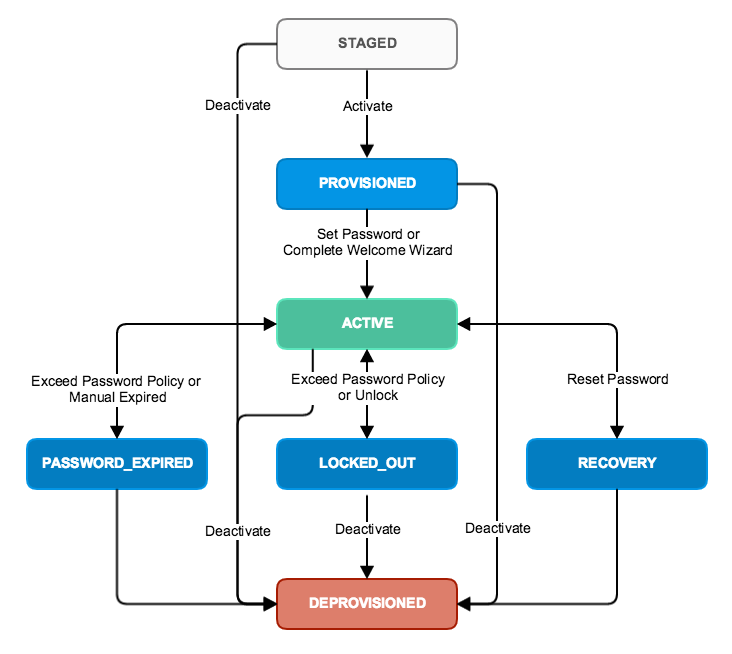 STAGED
Deactivate
Activate
PROVISIONED
Set Password or
Complete Welcome Wizard
ACTIVE
Exceed Password Policy or
Manual Expired
Exceed Password Policy
or Unlock
Reset Password
PASSWORD_EXPIRED
LOCKED_OUT
RECOVERY
Deactivate
Deactivate
Deactivate
DEPROVISIONED